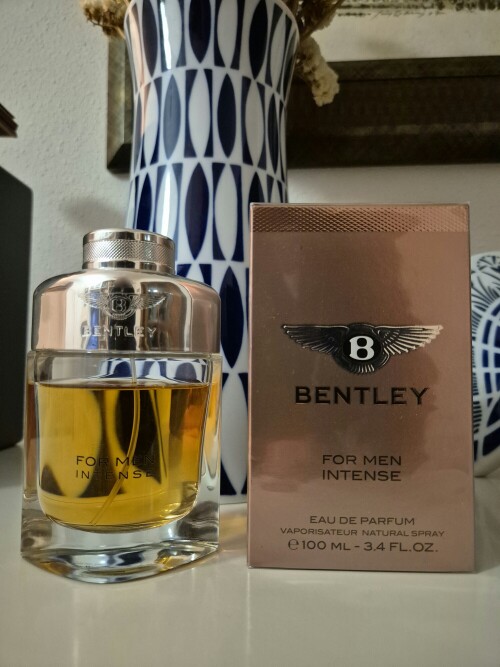 B
BENTLEY
FOR MEN
INTENSE
B
BENTLEY
FOR MEN
INTENSE
EAU DE PARFUM
VAPORISATEUR NATURAL SPRAY
℮100 ML - 3.4 FL.OZ.